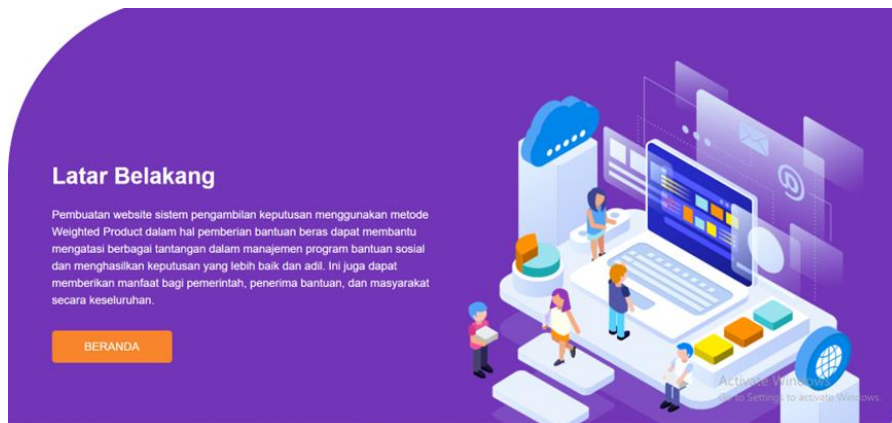 Latar Belakang
Pembuatan website sistem pengambilan keputusan menggunakan metode
Weighted Product dalam hal pemberian bantuan beras dapat membantu
mengatasi berbagai tantangan dalam manajemen program bantuan sosial
dan menghasilkan keputusan yang lebih baik dan adil. Ini juga dapat
memberikan manfaat bagi pemerintah, penerima bantuan, dan masyarakat
secara keseluruhan.
BERANDA
Activate Windows
Go to Settings to activate Windows.